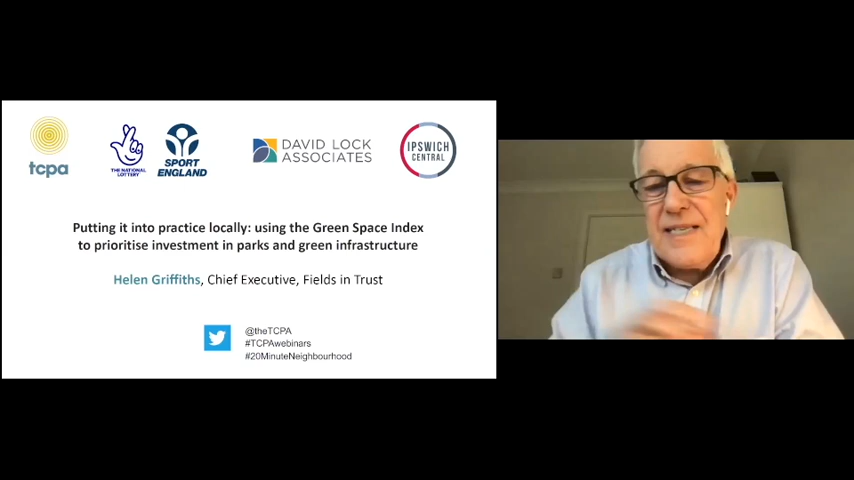 tcpa
THE NATIONAL LOTTERY
SPORT ENGLAND
DAVID LOCK ASSOCIATES
IPSWICH CENTRAL
Putting it into practice locally: using the Green Space Index
to prioritise investment in parks and green infrastructure
Helen Griffiths, Chief Executive, Fields in Trust
@theTCPA
#TCPAwebinars
#20MinuteNeighbourhood